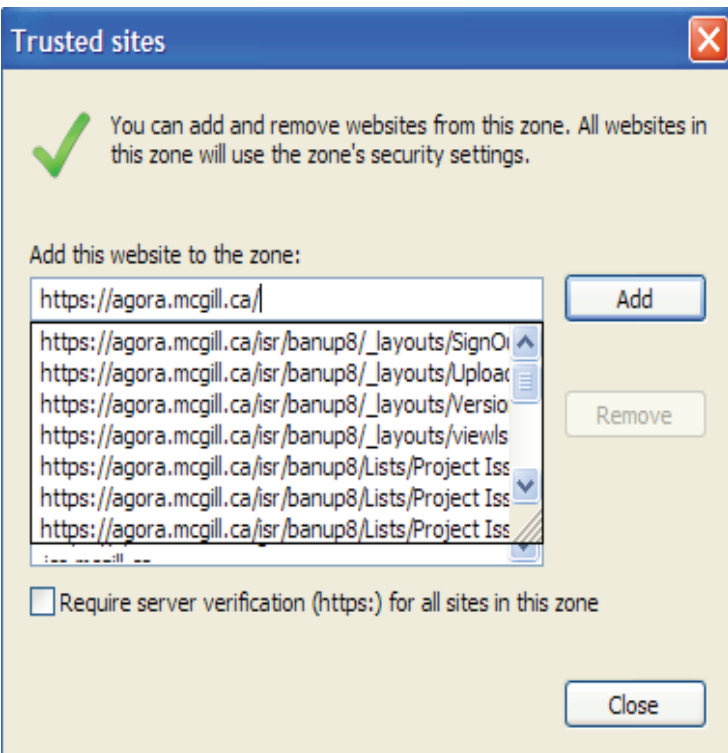 Trusted sites
You can add and remove websites from this zone. All websites in
this zone will use the zone's security settings.
Add this website to the zone:
https://agora.mcgill.ca/
Add
https://agora.mcgill.ca/isr/banup8/_layouts/SignOu
https://agora.mcgill.ca/isr/banup8/_layouts/Upload
https://agora.mcgill.ca/isr/banup8/_layouts/Versio
https://agora.mcgill.ca/isr/banup8/_layouts/viewls
Remove
https://agora.mcgill.ca/isr/banup8/Lists/Project Iss
https://agora.mcgill.ca/isr/banup8/Lists/Project Iss
https://agora.mcgill.ca/isr/banup8/Lists/Project Iss
Require server verification (https:) for all sites in this zone
Close